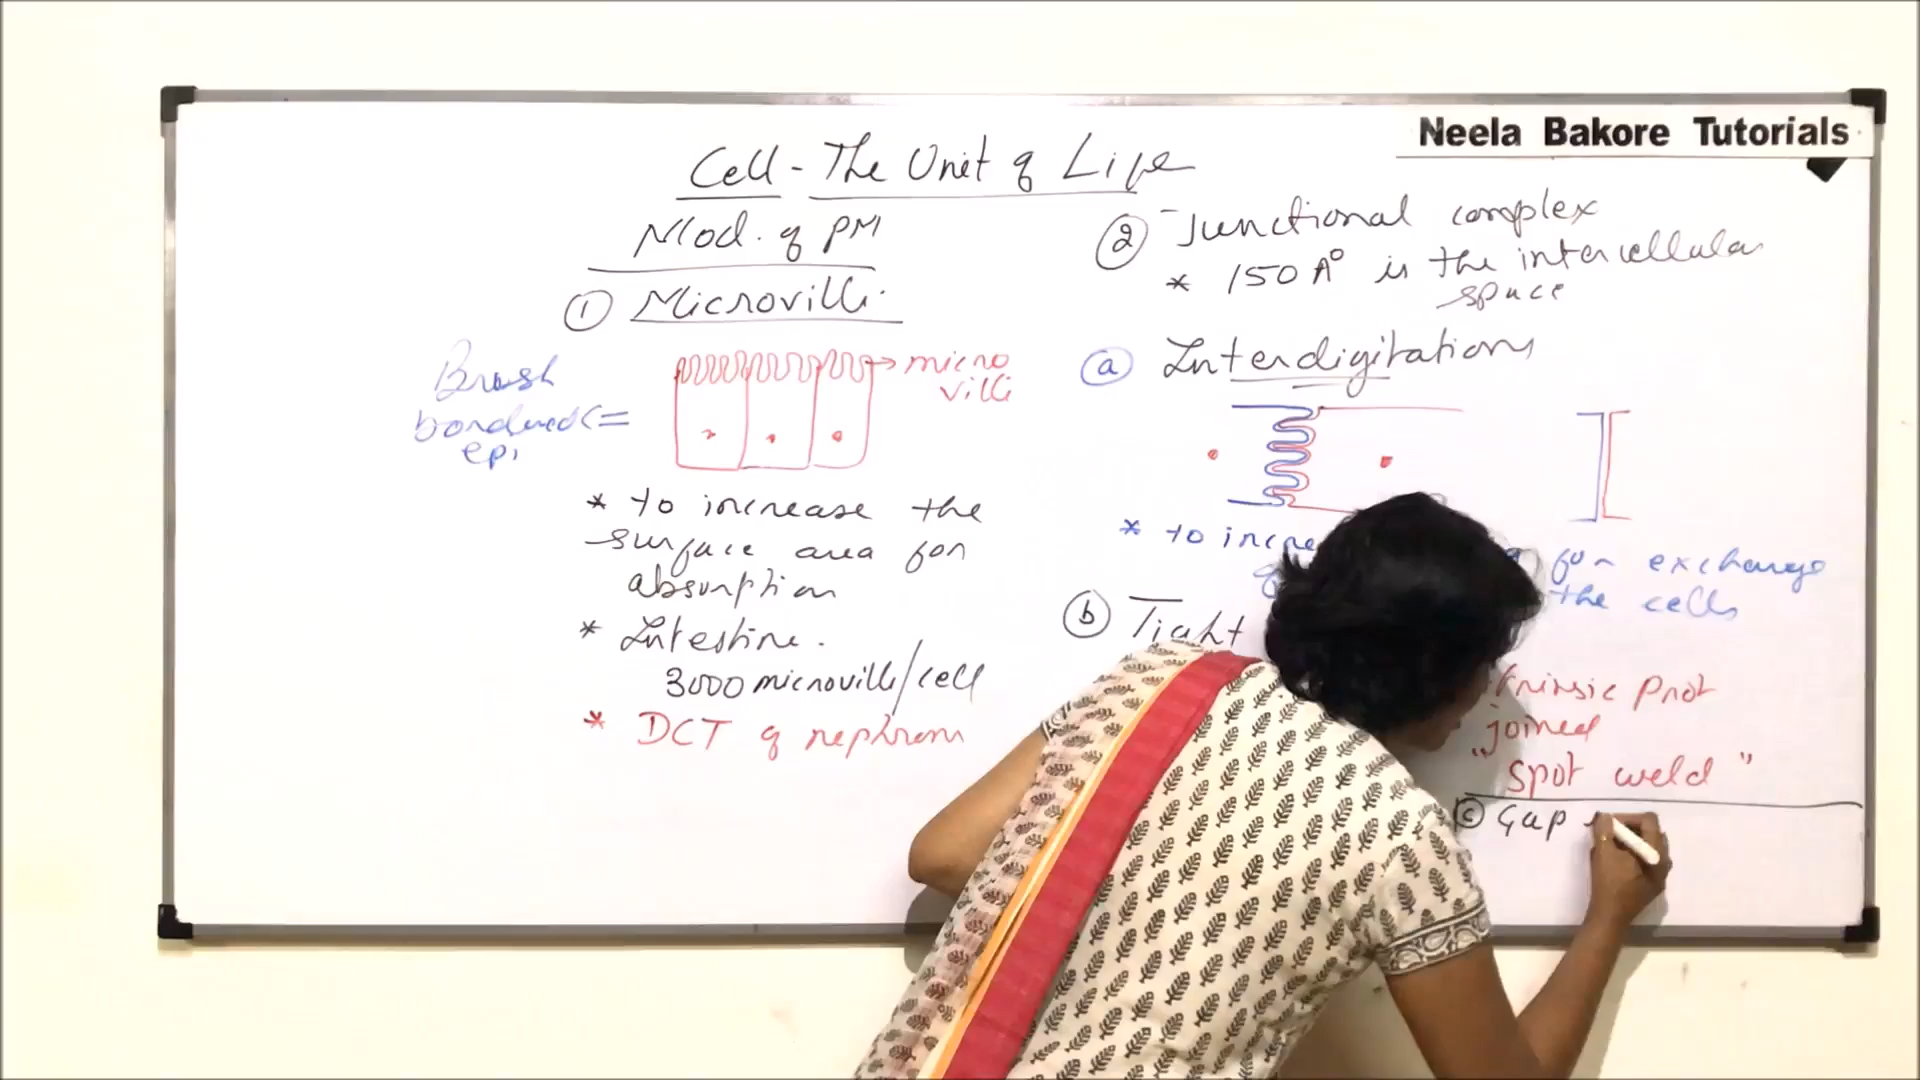 Neela Bakore Tutorials
Cell - The Unit of Life
Mod. of PM
① Microvilli
micro
villi
Brush
bordered
epi
* to increase the
surface area for
absorption
* Intestine.
3000 microvilli/cell
* DCT of nephron
② Junctional complex
* 150 A° is the intercellular
space
ⓐ Interdigitations
* to incre for exchange
the cells
ⓑ Tight
trinsic prot
joined
"spot weld"
ⓒ Gap